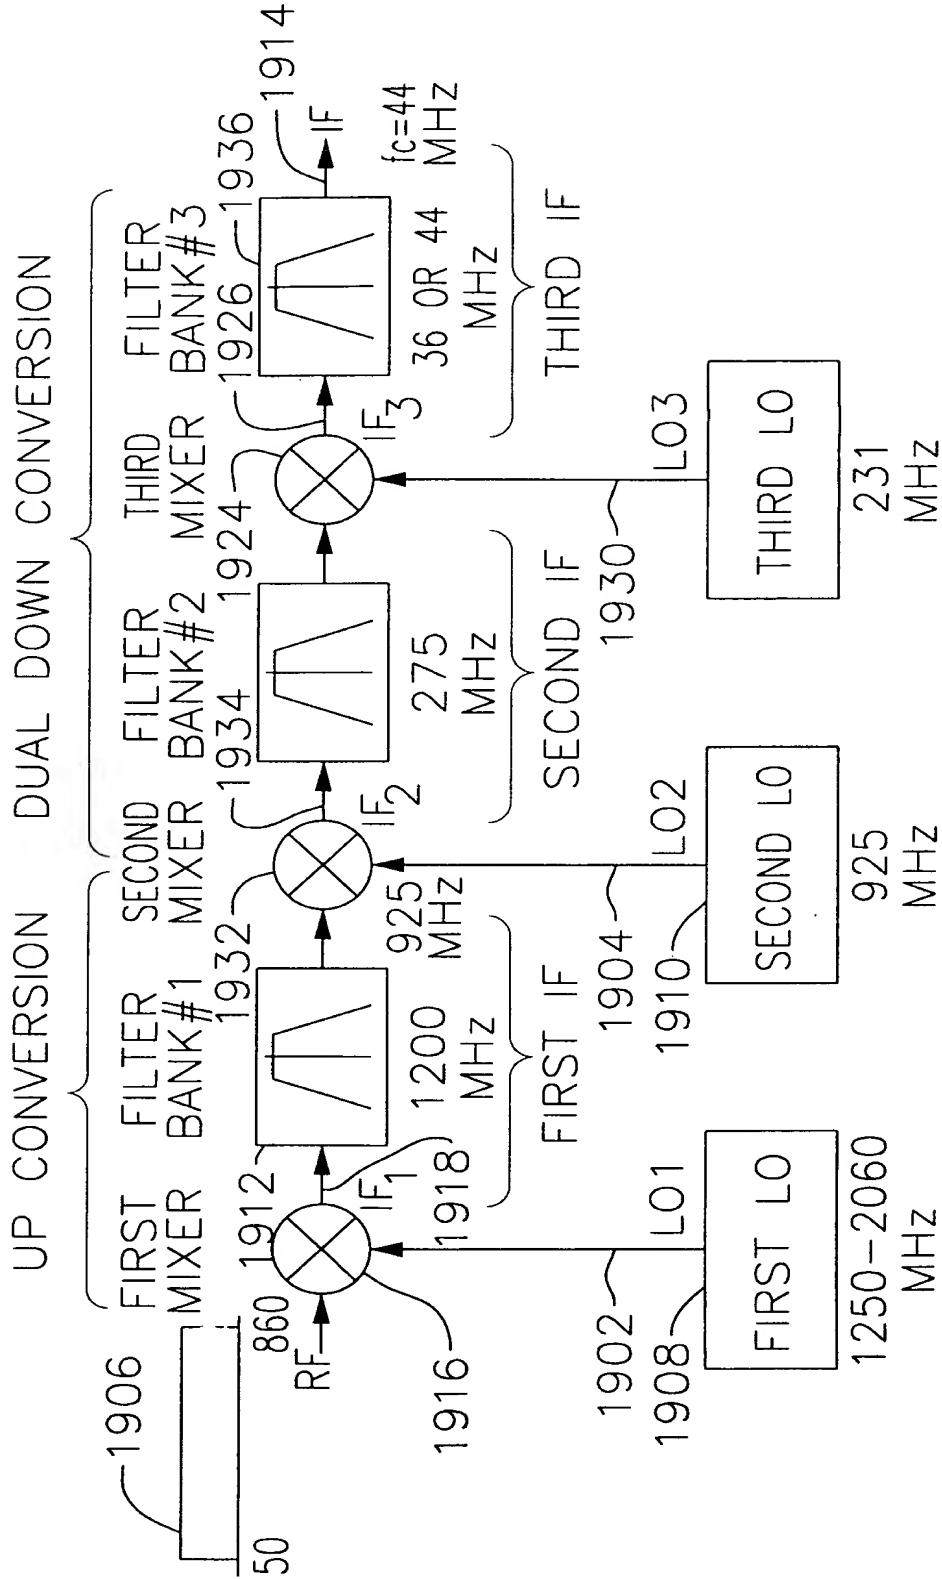 UP CONVERSION
DUAL DOWN CONVERSION
FIRST
MIXER
FILTER
BANK#1
SECOND
MIXER
FILTER
BANK#2
THIRD
MIXER
FILTER
BANK#3
1906
50
860
RF
1916
1912
IF1
1918
1200
MHz
FIRST IF
1932
925
MHz
1934
IF2
275
MHz
SECOND IF
1924
1926
IF3
1936
36 OR 44
MHz
THIRD IF
IF
1914
fc=44
MHz
1902
LO1
1908
FIRST LO
1250-2060
MHz
1904
LO2
1910
SECOND LO
925
MHz
1930
LO3
THIRD LO
231
MHz